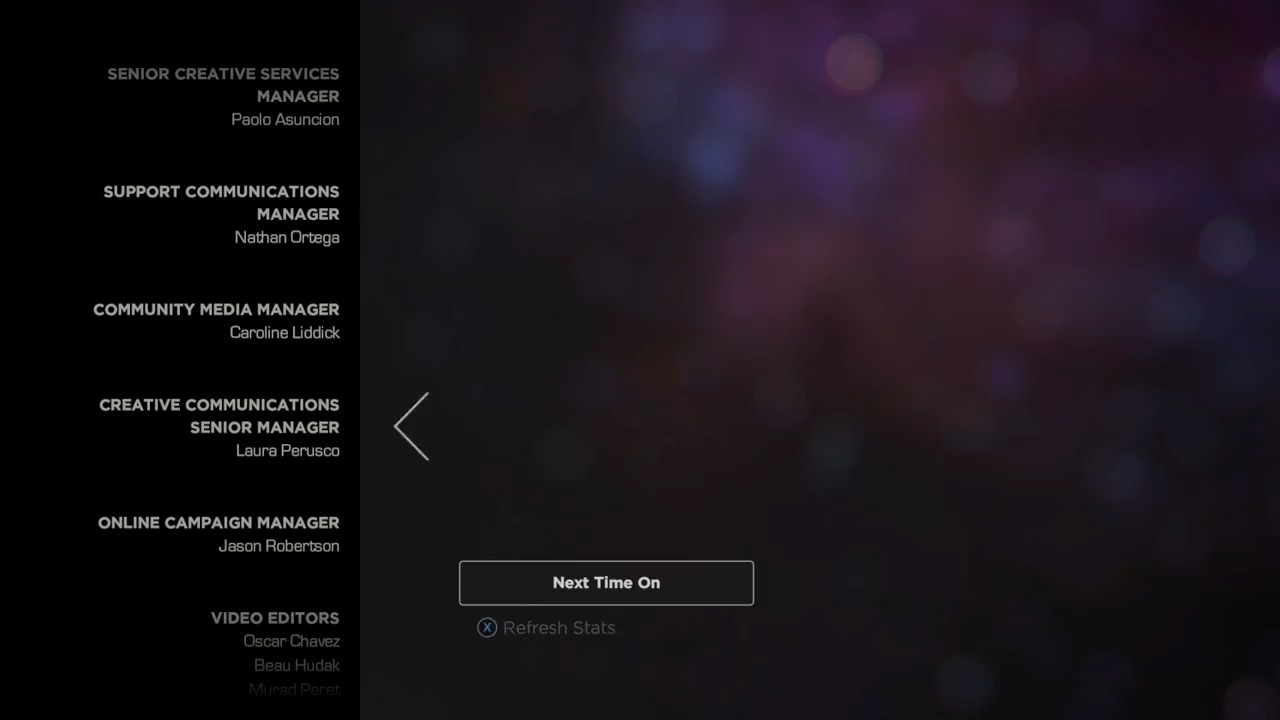 SENIOR CREATIVE SERVICES
MANAGER
Paolo Asuncion
SUPPORT COMMUNICATIONS
MANAGER
Nathan Ortega
COMMUNITY MEDIA MANAGER
Caroline Liddick
CREATIVE COMMUNICATIONS
SENIOR MANAGER
Laura Perusco
ONLINE CAMPAIGN MANAGER
Jason Robertson
VIDEO EDITORS
Oscar Chavez
Beau Hudak
Murad Peret
Next Time On
X Refresh Stats